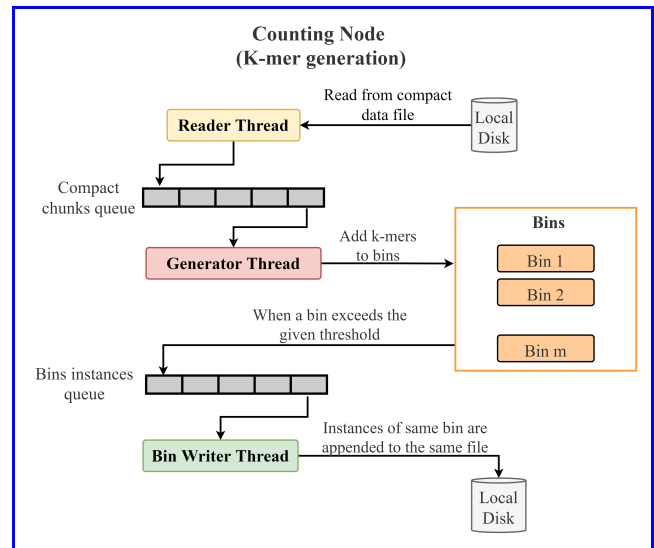 Counting Node
(K-mer generation)
Read from compact
data file
Local
Disk
Reader Thread
Compact
chunks queue
Generator Thread
Add k-mers
to bins
Bins
Bin 1
Bin 2
Bin m
When a bin exceeds the
given threshold
Bins instances
queue
Bin Writer Thread
Instances of same bin are
appended to the same file
Local
Disk